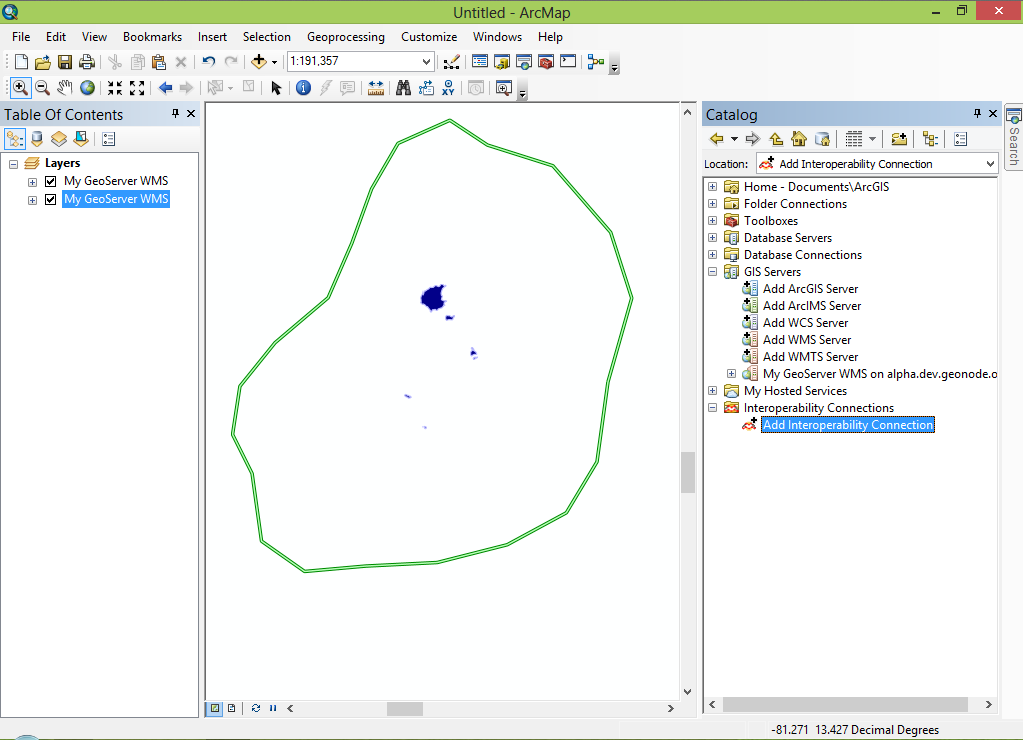 Untitled - ArcMap
File Edit View Bookmarks Insert Selection Geoprocessing Customize Windows Help
1:191,357
Table Of Contents
Layers
My GeoServer WMS
My GeoServer WMS
Catalog
Location: Add Interoperability Connection
Home - Documents\ArcGIS
Folder Connections
Toolboxes
Database Servers
Database Connections
GIS Servers
Add ArcGIS Server
Add ArcIMS Server
Add WCS Server
Add WMS Server
Add WMTS Server
My GeoServer WMS on alpha.dev.geonode.o
My Hosted Services
Interoperability Connections
Add Interoperability Connection
Search
-81.271 13.427 Decimal Degrees